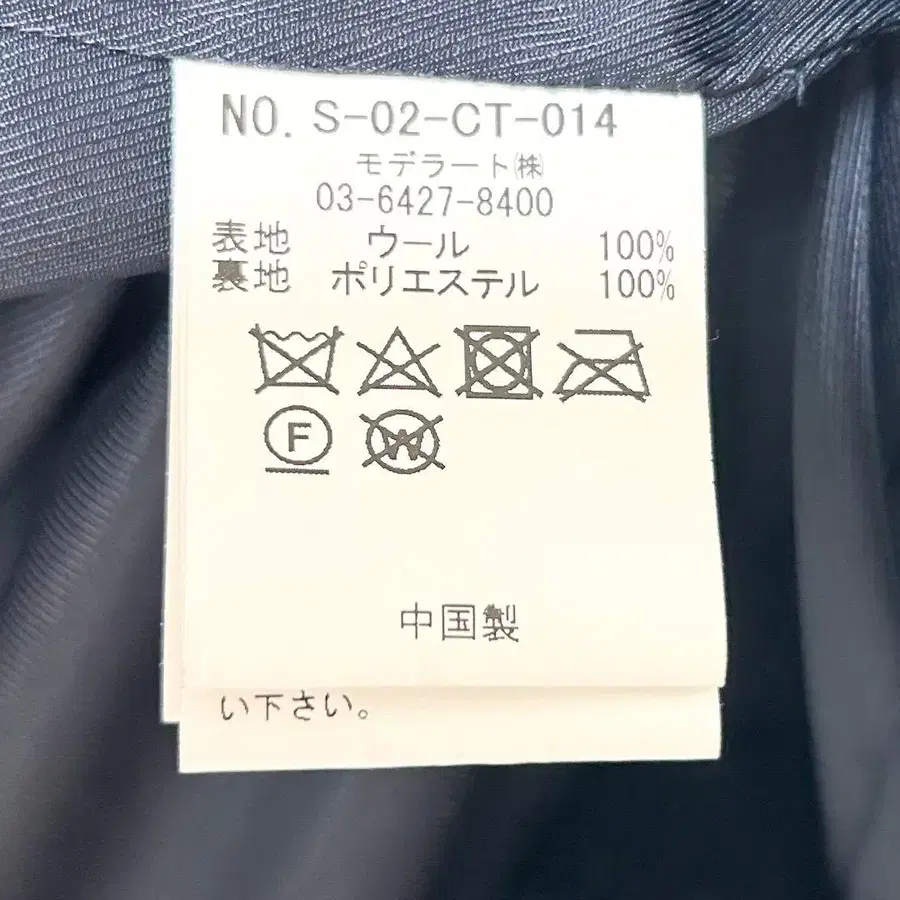 NO. S-02-CT-014
モデラート㈱
03-6427-8400
表地 ウール 100%
裏地 ポリエステル 100%
F W
中国製
い下さい。